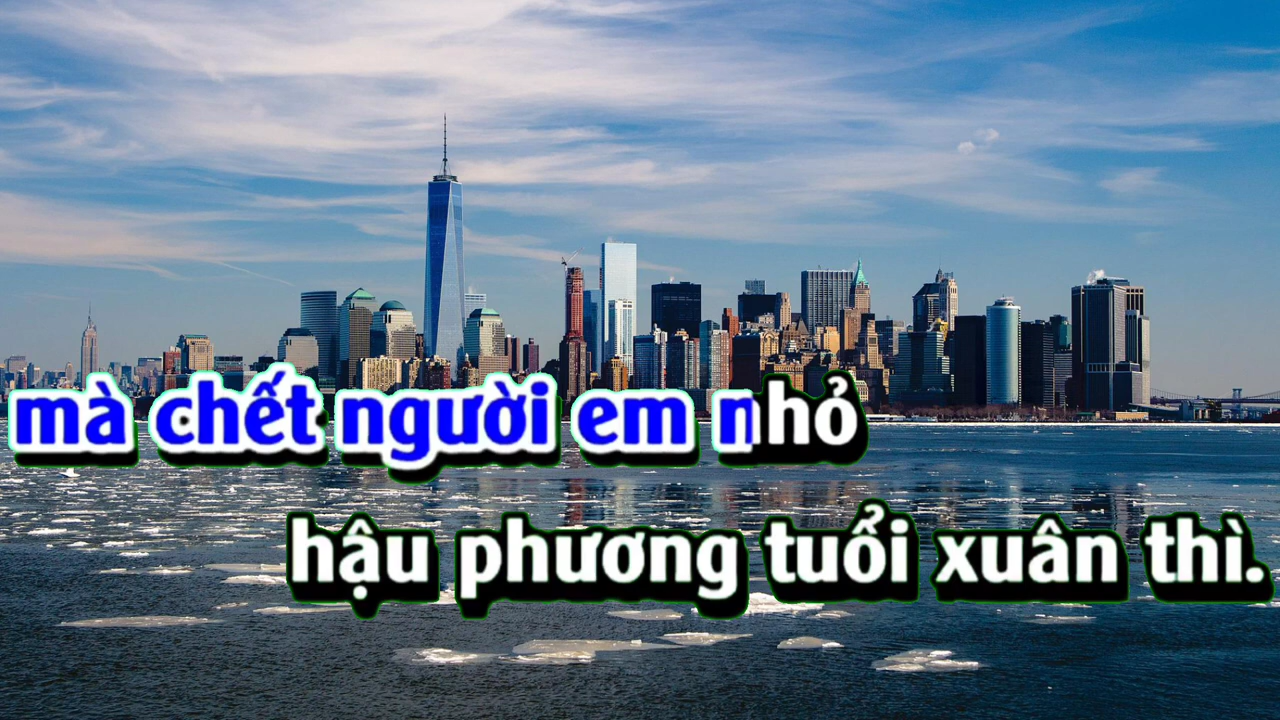 mà chết người em nhỏ
hậu phương tuổi xuân thì.